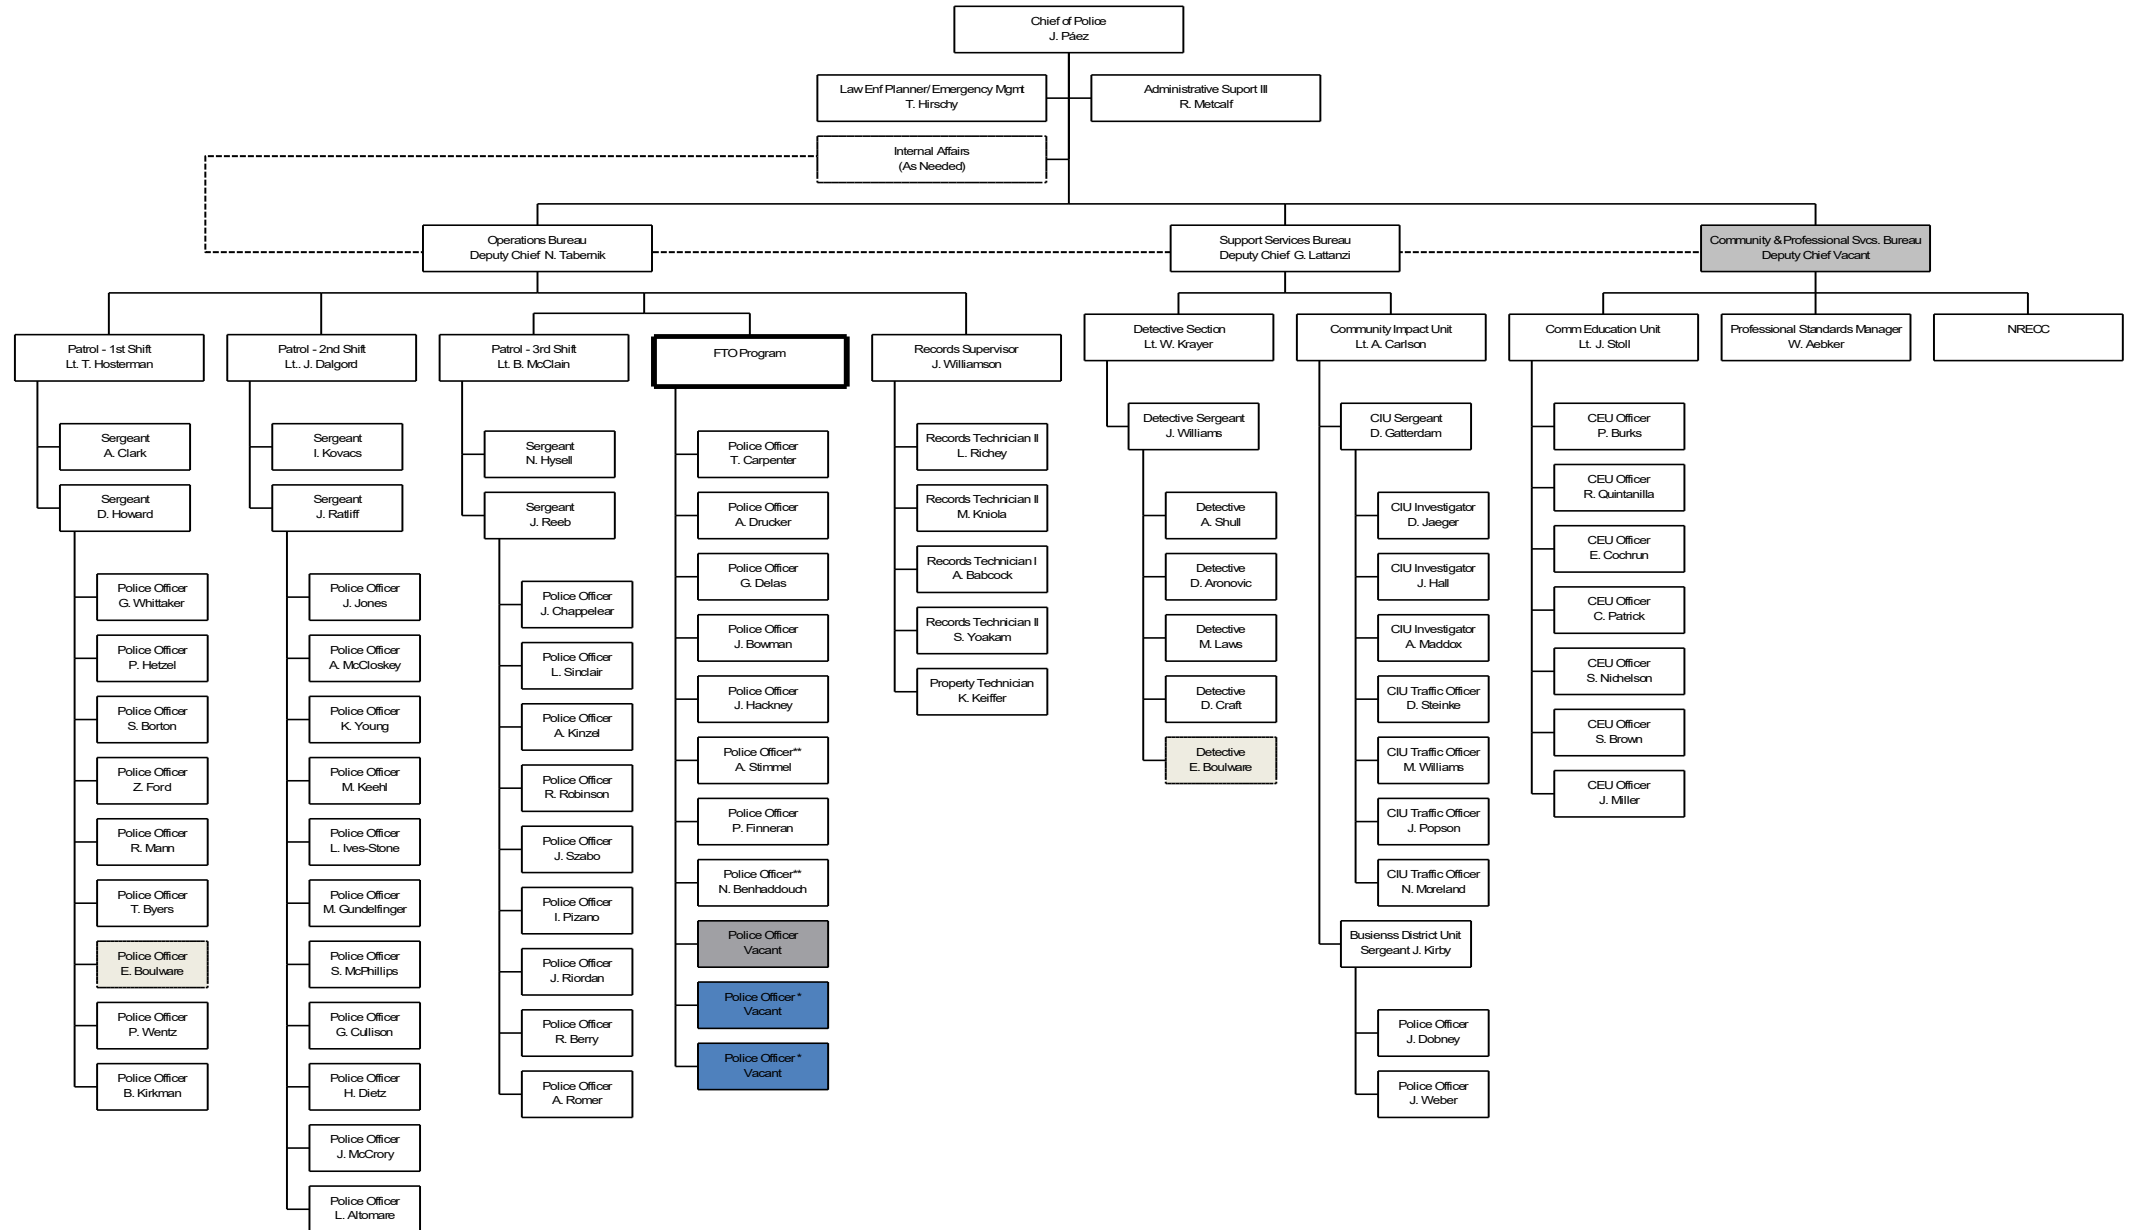 Chief of Police
J. Páez
Law Enf Planner/ Emergency Mgmt
T. Hirschy
Administrative Suport III
R. Metcalf
Internal Affairs
(As Needed)
Operations Bureau
Deputy Chief N. Tabernik
Support Services Bureau
Deputy Chief G. Lattanzi
Community & Professional Svcs. Bureau
Deputy Chief Vacant
Patrol - 1st Shift
Lt. T. Hosterman
Patrol - 2nd Shift
Lt.. J. Dalgord
Patrol - 3rd Shift
Lt. B. McClain
FTO Program
Records Supervisor
J. Williamson
Detective Section
Lt. W. Krayer
Community Impact Unit
Lt. A. Carlson
Comm Education Unit
Lt. J. Stoll
Professional Standards Manager
W. Aebker
NRECC
Sergeant
A. Clark
Sergeant
D. Howard
Police Officer
G. Whittaker
Police Officer
P. Hetzel
Police Officer
S. Borton
Police Officer
Z. Ford
Police Officer
R. Mann
Police Officer
T. Byers
Police Officer
E. Boulware
Police Officer
P. Wentz
Police Officer
B. Kirkman
Sergeant
I. Kovacs
Sergeant
J. Ratliff
Police Officer
J. Jones
Police Officer
A. McCloskey
Police Officer
K. Young
Police Officer
M. Keehl
Police Officer
L. Ives-Stone
Police Officer
M. Gundelfinger
Police Officer
S. McPhillips
Police Officer
G. Cullison
Police Officer
H. Dietz
Police Officer
J. McCrory
Police Officer
L. Altomare
Sergeant
N. Hysell
Sergeant
J. Reeb
Police Officer
J. Chappelear
Police Officer
L. Sinclair
Police Officer
A. Kinzel
Police Officer
R. Robinson
Police Officer
J. Szabo
Police Officer
I. Pizano
Police Officer
J. Riordan
Police Officer
R. Berry
Police Officer
A. Romer
Police Officer
T. Carpenter
Police Officer
A. Drucker
Police Officer
G. Delas
Police Officer
J. Bowman
Police Officer
J. Hackney
Police Officer**
A. Stimmel
Police Officer
P. Finneran
Police Officer**
N. Benhaddouch
Police Officer
Vacant
Police Officer *
Vacant
Police Officer *
Vacant
Records Technician II
L. Richey
Records Technician II
M. Kniola
Records Technician I
A. Babcock
Records Technician II
S. Yoakam
Property Technician
K. Keiffer
Detective Sergeant
J. Williams
Detective
A. Shull
Detective
D. Aronovic
Detective
M. Laws
Detective
D. Craft
Detective
E. Boulware
CIU Sergeant
D. Gatterdam
CIU Investigator
D. Jaeger
CIU Investigator
J. Hall
CIU Investigator
A. Maddox
CIU Traffic Officer
D. Steinke
CIU Traffic Officer
M. Williams
CIU Traffic Officer
J. Popson
CIU Traffic Officer
N. Moreland
Busienss District Unit
Sergeant J. Kirby
Police Officer
J. Dobney
Police Officer
J. Weber
CEU Officer
P. Burks
CEU Officer
R. Quintanilla
CEU Officer
E. Cochrun
CEU Officer
C. Patrick
CEU Officer
S. Nichelson
CEU Officer
S. Brown
CEU Officer
J. Miller